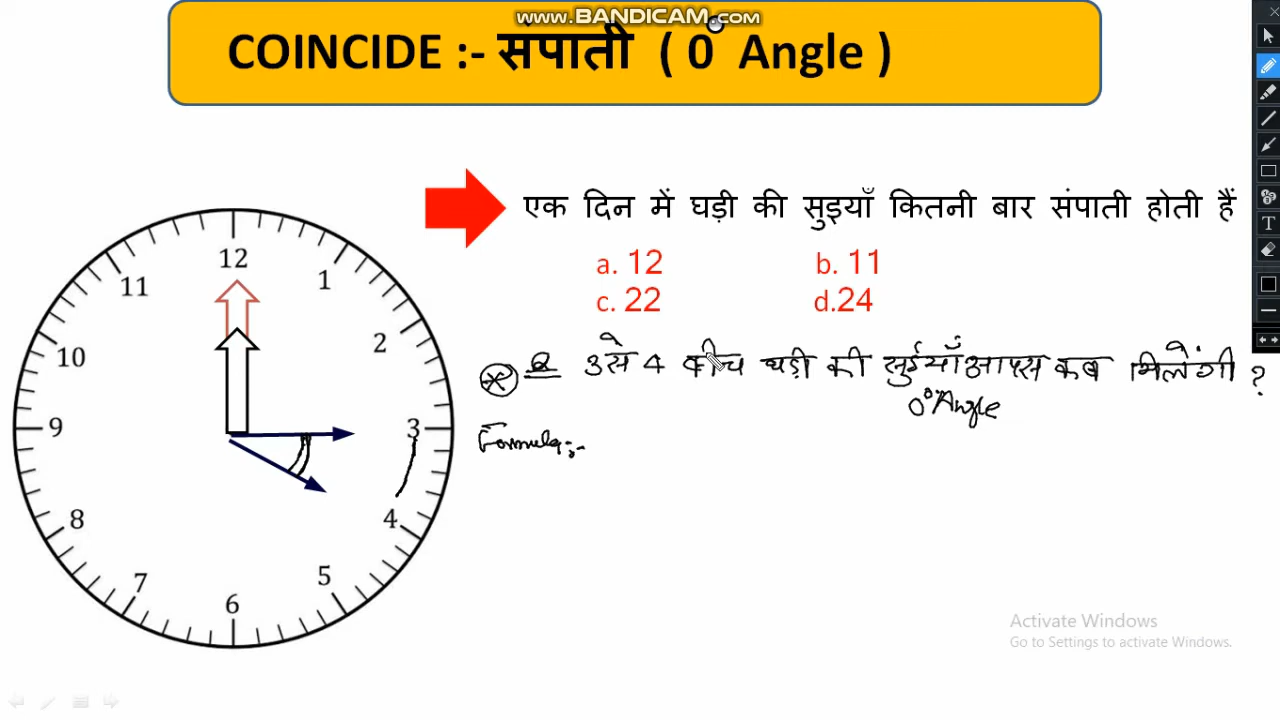 www.BANDICAM.com
COINCIDE :- संपाती ( 0° Angle )
एक दिन में घड़ी की सुइयाँ कितनी बार संपाती होती हैं
a. 12 b. 11
c. 22 d.24
Q 3 से 4 बीच घड़ी की सुईयाँ आपस कब मिलेंगी ?
0° Angle
Formula:-
12
1
2
3
4
5
6
7
8
9
10
11
Activate Windows
Go to Settings to activate Windows.